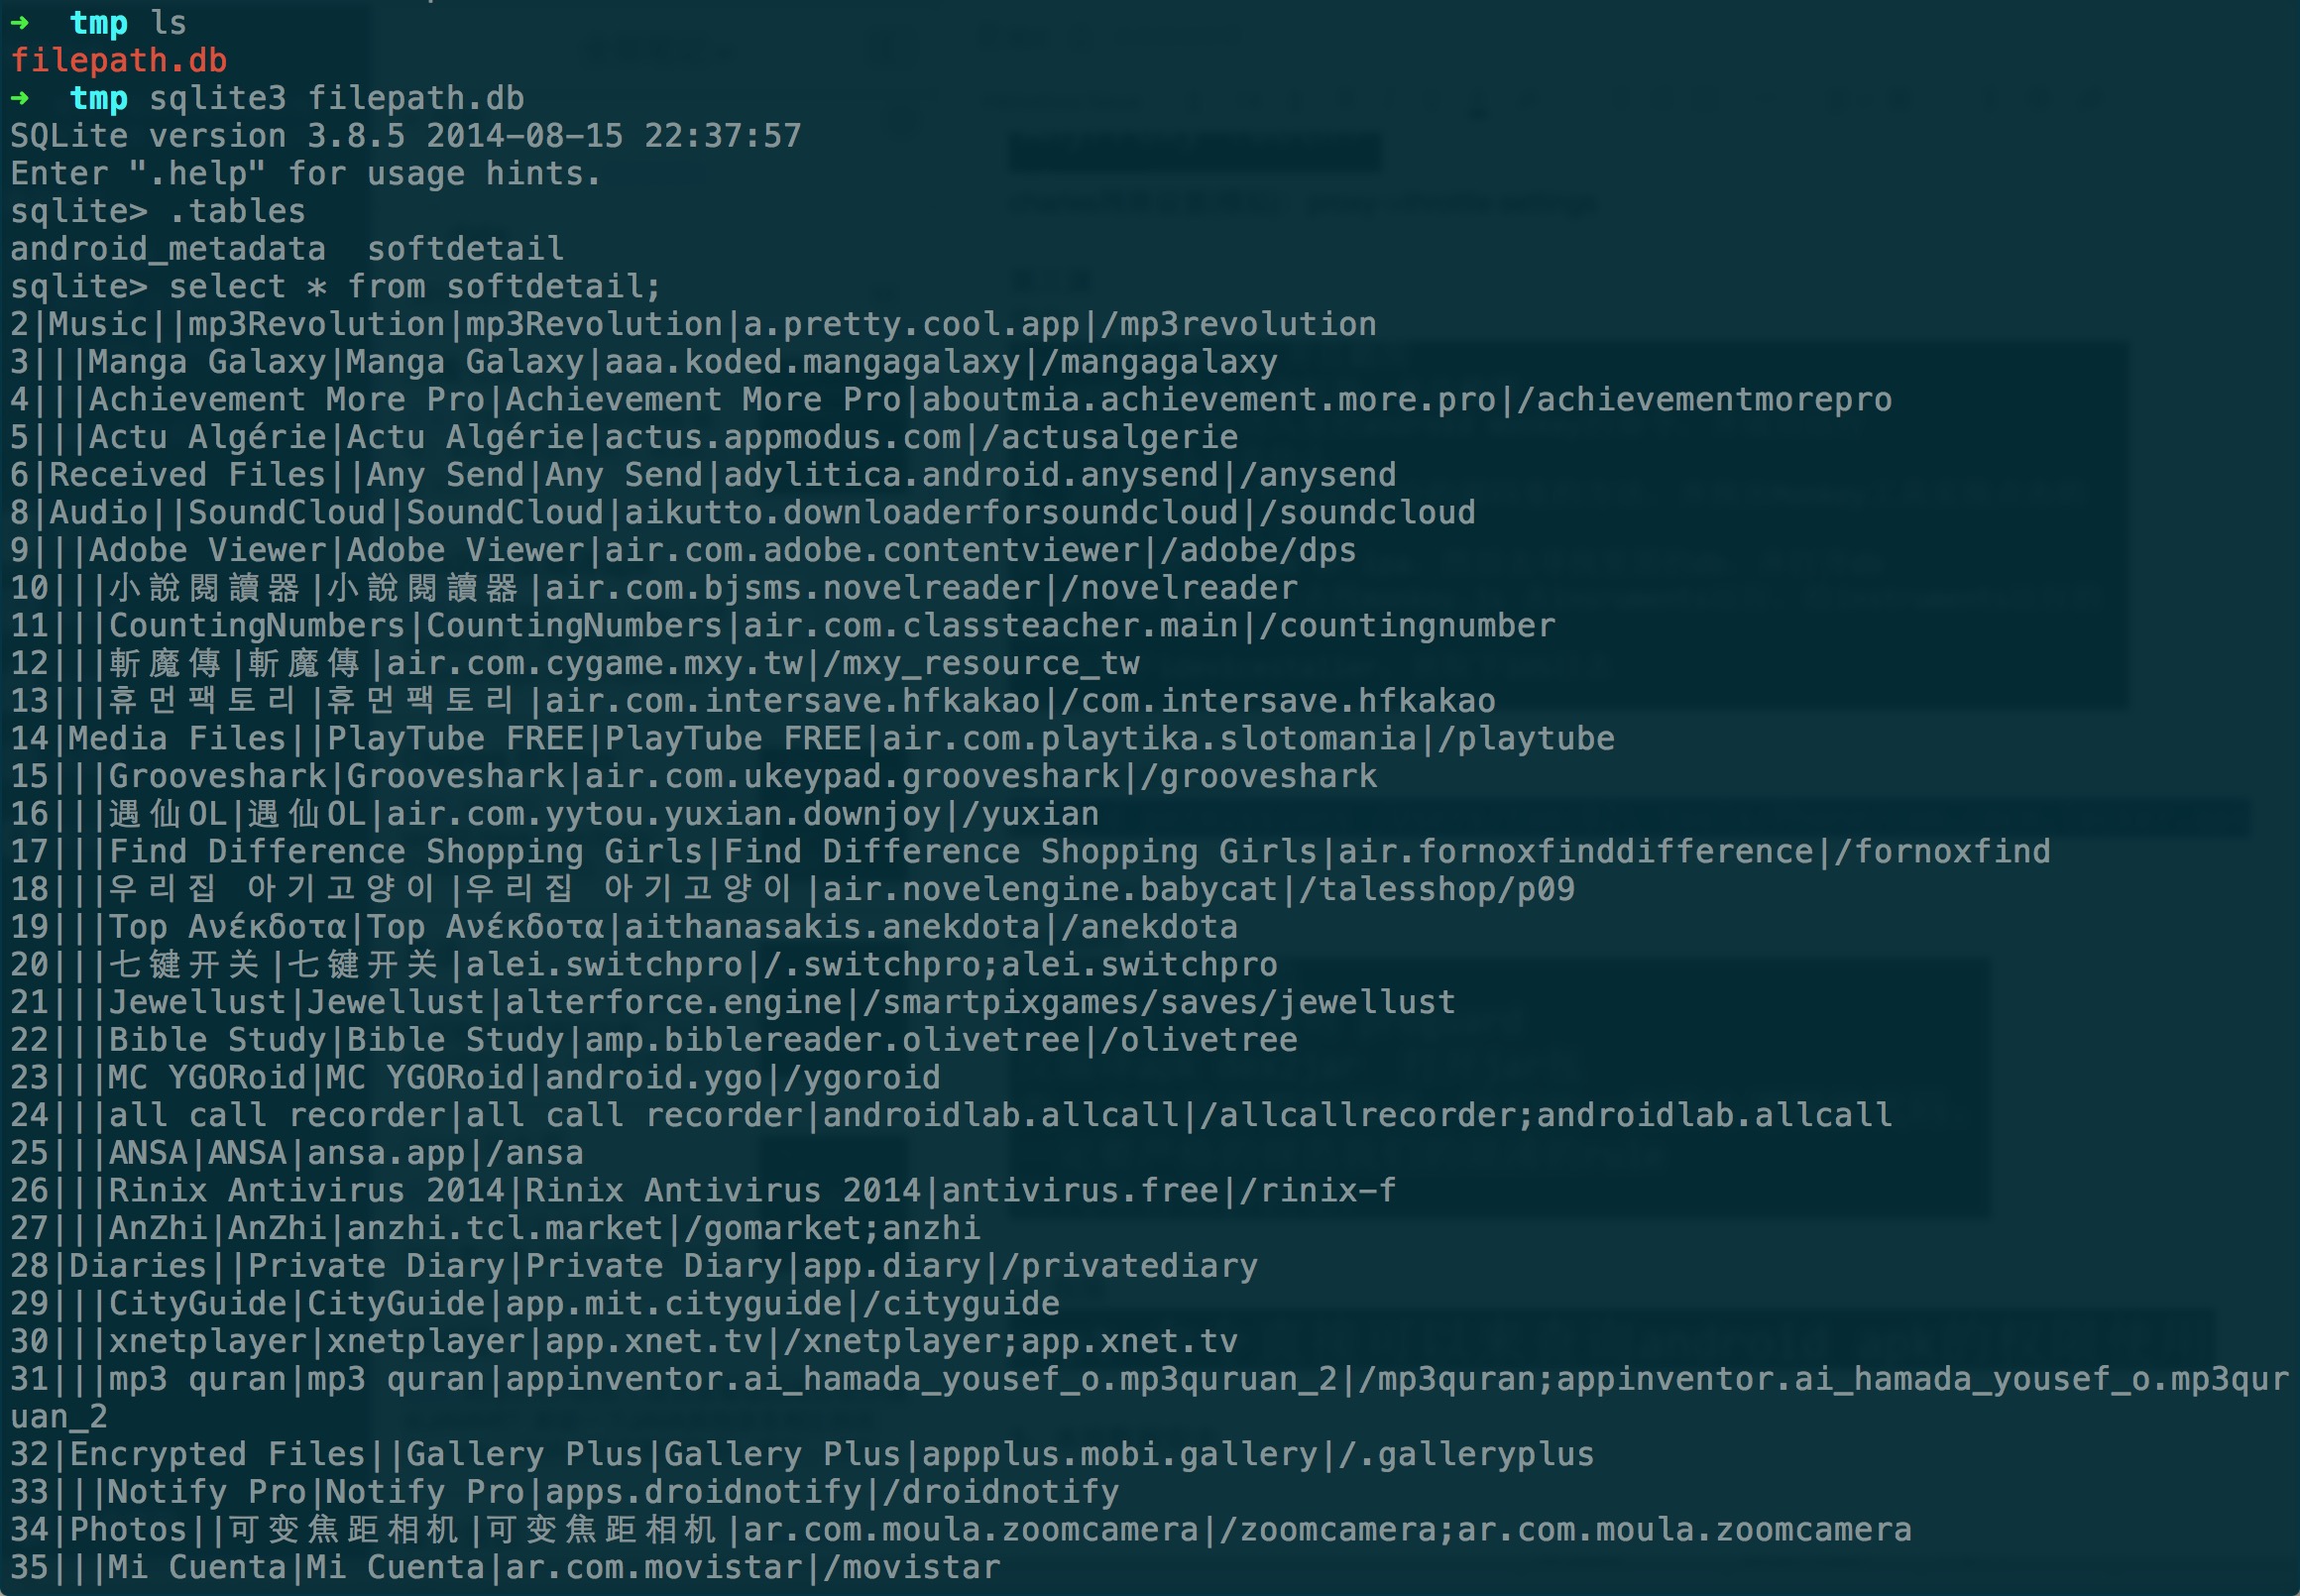 ➜  tmp ls
filepath.db
➜  tmp sqlite3 filepath.db
SQLite version 3.8.5 2014-08-15 22:37:57
Enter ".help" for usage hints.
sqlite> .tables
android_metadata  softdetail
sqlite> select * from softdetail;
2|Music||mp3Revolution|mp3Revolution|a.pretty.cool.app|/mp3revolution
3|||Manga Galaxy|Manga Galaxy|aaa.koded.mangagalaxy|/mangagalaxy
4|||Achievement More Pro|Achievement More Pro|aboutmia.achievement.more.pro|/achievementmorepro
5|||Actu Algérie|Actu Algérie|actus.appmodus.com|/actusalgerie
6|Received Files||Any Send|Any Send|adylitica.android.anysend|/anysend
8|Audio||SoundCloud|SoundCloud|aikutto.downloaderforsoundcloud|/soundcloud
9|||Adobe Viewer|Adobe Viewer|air.com.adobe.contentviewer|/adobe/dps
10|||小說閱讀器|小說閱讀器|air.com.bjsms.novelreader|/novelreader
11|||CountingNumbers|CountingNumbers|air.com.classteacher.main|/countingnumber
12|||斬魔傳|斬魔傳|air.com.cygame.mxy.tw|/mxy_resource_tw
13|||휴먼팩토리|휴먼팩토리|air.com.intersave.hfkakao|/com.intersave.hfkakao
14|Media Files||PlayTube FREE|PlayTube FREE|air.com.playtika.slotomania|/playtube
15|||Grooveshark|Grooveshark|air.com.ukeypad.grooveshark|/grooveshark
16|||遇仙OL|遇仙OL|air.com.yytou.yuxian.downjoy|/yuxian
17|||Find Difference Shopping Girls|Find Difference Shopping Girls|air.fornoxfinddifference|/fornoxfind
18|||우리집 아기고양이|우리집 아기고양이|air.novelengine.babycat|/talesshop/p09
19|||Top Ανέκδοτα|Top Ανέκδοτα|aithanasakis.anekdota|/anekdota
20|||七键开关|七键开关|alei.switchpro|/.switchpro;alei.switchpro
21|||Jewellust|Jewellust|alterforce.engine|/smartpixgames/saves/jewellust
22|||Bible Study|Bible Study|amp.biblereader.olivetree|/olivetree
23|||MC YGORoid|MC YGORoid|android.ygo|/ygoroid
24|||all call recorder|all call recorder|androidlab.allcall|/allcallrecorder;androidlab.allcall
25|||ANSA|ANSA|ansa.app|/ansa
26|||Rinix Antivirus 2014|Rinix Antivirus 2014|antivirus.free|/rinix-f
27|||AnZhi|AnZhi|anzhi.tcl.market|/gomarket;anzhi
28|Diaries||Private Diary|Private Diary|app.diary|/privatediary
29|||CityGuide|CityGuide|app.mit.cityguide|/cityguide
30|||xnetplayer|xnetplayer|app.xnet.tv|/xnetplayer;app.xnet.tv
31|||mp3 quran|mp3 quran|appinventor.ai_hamada_yousef_o.mp3quruan_2|/mp3quran;appinventor.ai_hamada_yousef_o.mp3qur
uan_2
32|Encrypted Files||Gallery Plus|Gallery Plus|appplus.mobi.gallery|/.galleryplus
33|||Notify Pro|Notify Pro|apps.droidnotify|/droidnotify
34|Photos||可变焦距相机|可变焦距相机|ar.com.moula.zoomcamera|/zoomcamera;ar.com.moula.zoomcamera
35|||Mi Cuenta|Mi Cuenta|ar.com.movistar|/movistar